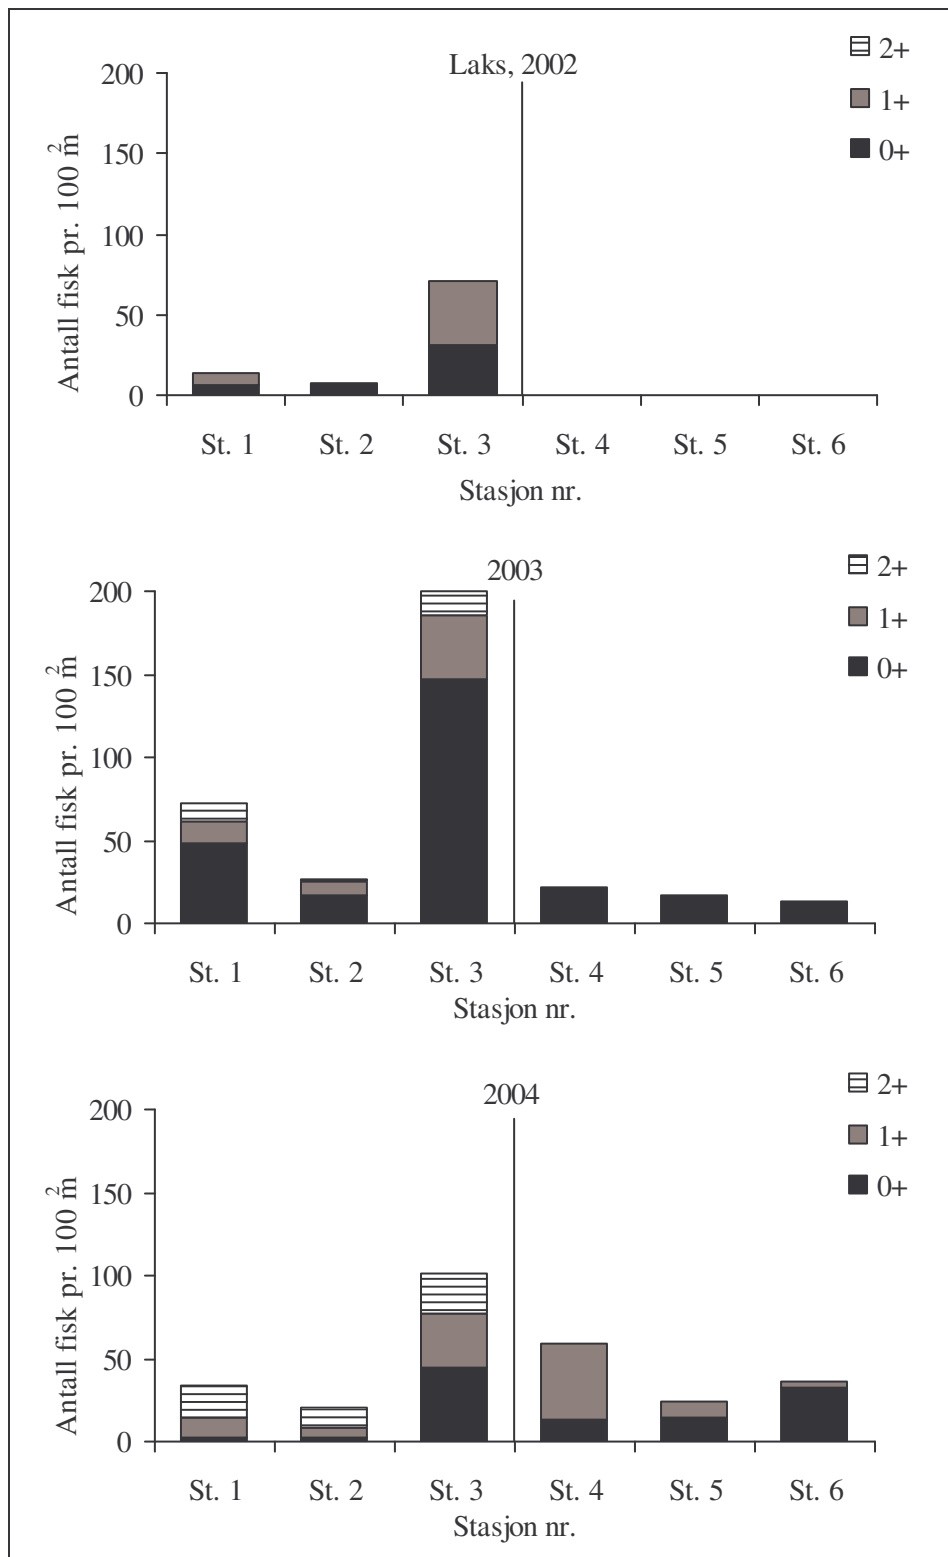 Laks, 2002
2+
1+
0+
200
150
100
50
0
Antall fisk pr. 100 m2
St. 1 St. 2 St. 3 St. 4 St. 5 St. 6
Stasjon nr.
2003
2+
1+
0+
200
150
100
50
0
Antall fisk pr. 100 m2
St. 1 St. 2 St. 3 St. 4 St. 5 St. 6
Stasjon nr.
2004
2+
1+
0+
200
150
100
50
0
Antall fisk pr. 100 m2
St. 1 St. 2 St. 3 St. 4 St. 5 St. 6
Stasjon nr.